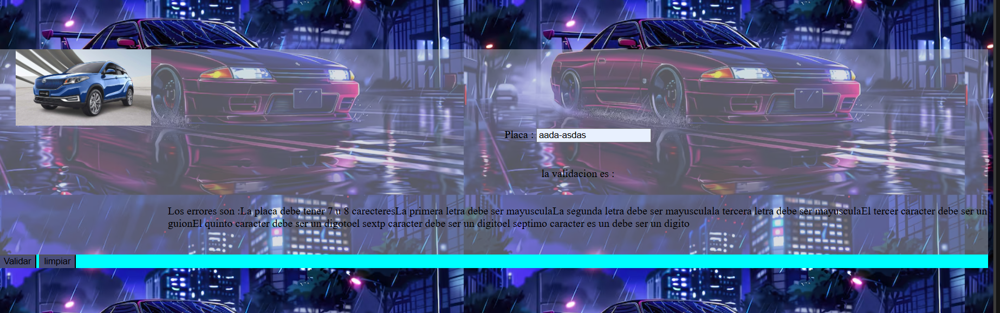 Placa : aada-asdas
la validacion es :
Los errores son :La placa debe tener 7 u 8 carecteresLa primera letra debe ser mayusculaLa segunda letra debe ser mayusculala tercera letra debe ser mayusculaEl tercer caracter debe ser un
guionEl quinto caracter debe ser un digotoel sextp caracter debe ser un digitoel septimo caracter es un debe ser un digito
Validar limpiar